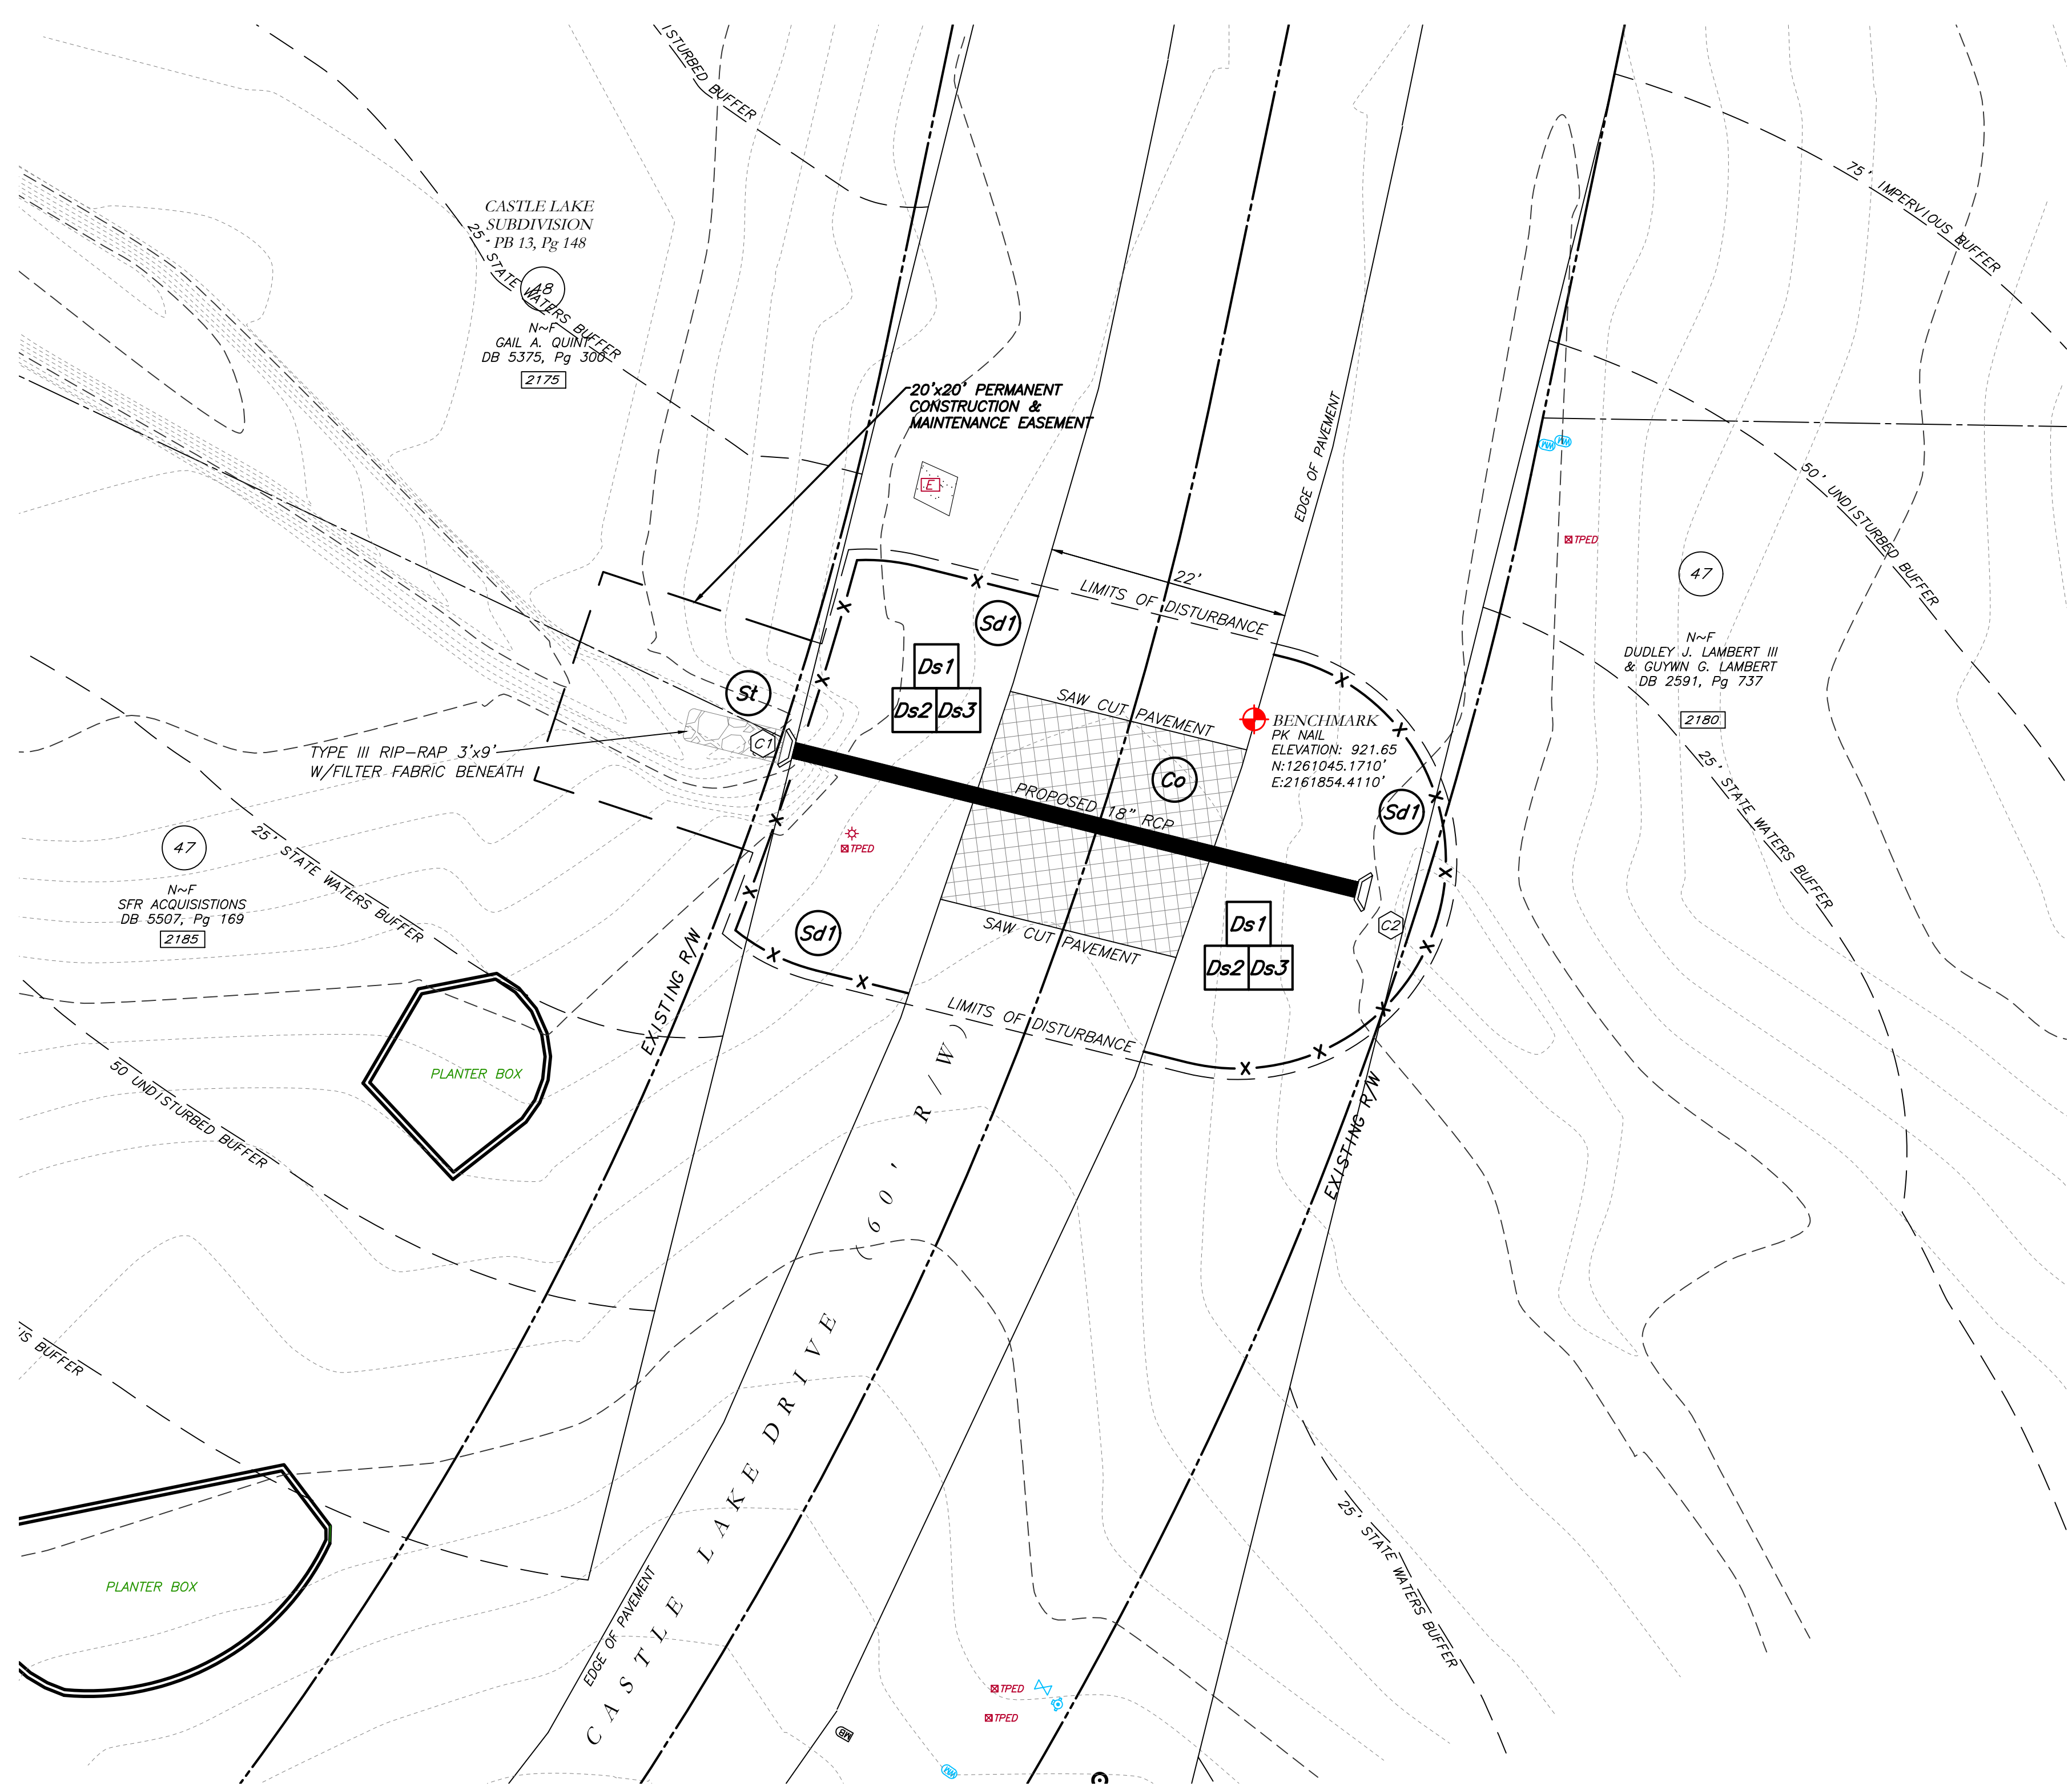 ISTURBED BUFFER
75' IMPERVIOUS BUFFER
CASTLE LAKE
SUBDIVISION
PB 13, Pg 148
25' STATE WATERS BUFFER
48
N~F
GAIL A. QUINT
DB 5375, Pg 300
2175
20'x20' PERMANENT
CONSTRUCTION &
MAINTENANCE EASEMENT
E
EDGE OF PAVEMENT
WM
WM
TPED
50' UNDISTURBED BUFFER
47
N~F
DUDLEY J. LAMBERT III
& GUYWN G. LAMBERT
DB 2591, Pg 737
2180
25' STATE WATERS BUFFER
22'
LIMITS OF DISTURBANCE
Sd1
Ds1
Ds2 Ds3
St
C1
TYPE III RIP-RAP 3'x9'
W/FILTER FABRIC BENEATH
SAW CUT PAVEMENT
BENCHMARK
PK NAIL
ELEVATION: 921.65
N:1261045.1710'
E:2161854.4110'
Co
PROPOSED 18" RCP
Sd1
TPED
47
N~F
SFR ACQUISISTIONS
DB 5507, Pg 169
2185
25' STATE WATERS BUFFER
Sd1
SAW CUT PAVEMENT
Ds1
Ds2 Ds3
C2
EXISTING R/W
LIMITS OF DISTURBANCE
PLANTER BOX
50 UNDISTURBED BUFFER
EXISTING R/W
US BUFFER
CASTLE LAKE DRIVE (60' R/W)
PLANTER BOX
EDGE OF PAVEMENT
25' STATE WATERS BUFFER
TPED
TPED
MB
WM